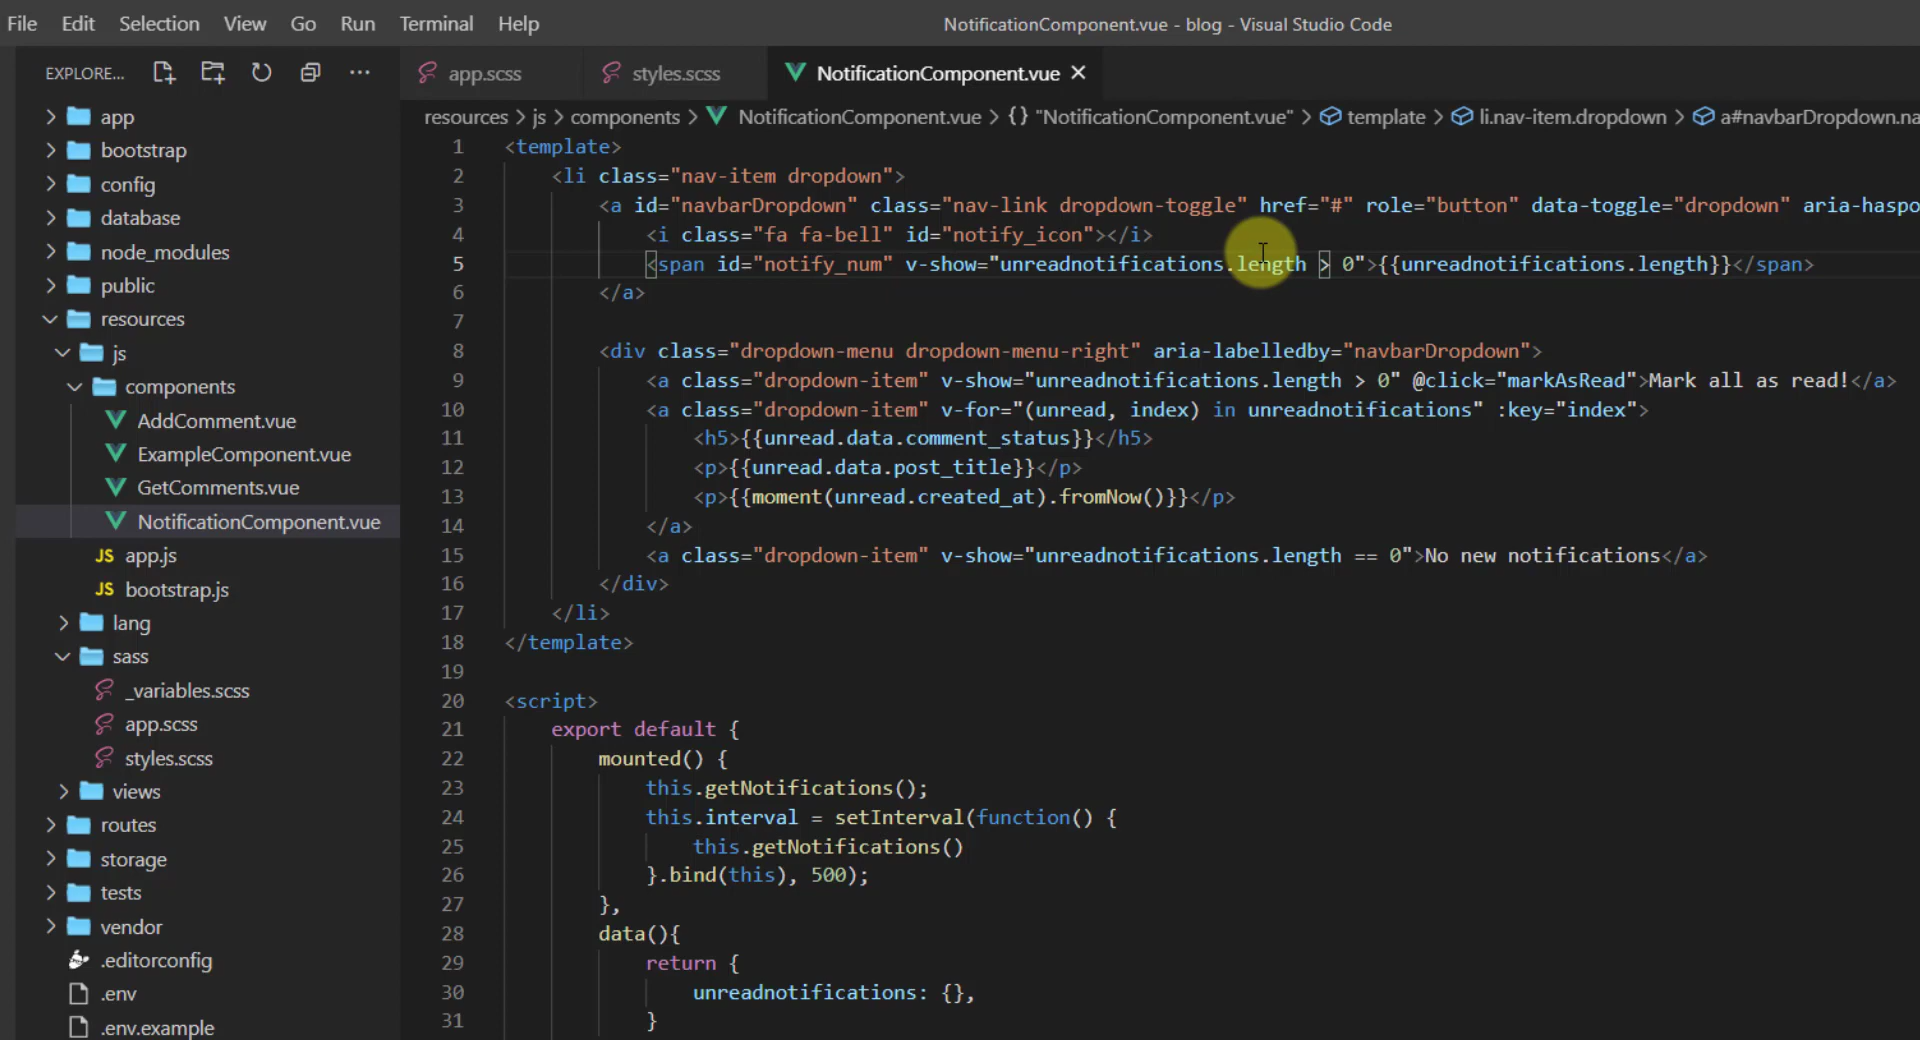 File Edit Selection View Go Run Terminal Help
NotificationComponent.vue - blog - Visual Studio Code
EXPLORE...
app.scss
styles.scss
NotificationComponent.vue
resources > js > components > NotificationComponent.vue > {} "NotificationComponent.vue" > template > li.nav-item.dropdown > a#navbarDropdown.na
app
bootstrap
config
database
node_modules
public
resources
js
components
AddComment.vue
ExampleComponent.vue
GetComments.vue
NotificationComponent.vue
JS app.js
JS bootstrap.js
lang
sass
_variables.scss
app.scss
styles.scss
views
routes
storage
tests
vendor
.editorconfig
.env
.env.example
1 <template>
2 <li class="nav-item dropdown">
3 <a id="navbarDropdown" class="nav-link dropdown-toggle" href="#" role="button" data-toggle="dropdown" aria-haspo
4 <i class="fa fa-bell" id="notify_icon"></i>
5 <span id="notify_num" v-show="unreadnotifications.length > 0">{{unreadnotifications.length}}</span>
6 </a>
7
8 <div class="dropdown-menu dropdown-menu-right" aria-labelledby="navbarDropdown">
9 <a class="dropdown-item" v-show="unreadnotifications.length > 0" @click="markAsRead">Mark all as read!</a>
10 <a class="dropdown-item" v-for="(unread, index) in unreadnotifications" :key="index">
11 <h5>{{unread.data.comment_status}}</h5>
12 <p>{{unread.data.post_title}}</p>
13 <p>{{moment(unread.created_at).fromNow()}}</p>
14 </a>
15 <a class="dropdown-item" v-show="unreadnotifications.length == 0">No new notifications</a>
16 </div>
17 </li>
18 </template>
19
20 <script>
21 export default {
22 mounted() {
23 this.getNotifications();
24 this.interval = setInterval(function() {
25 this.getNotifications()
26 }.bind(this), 500);
27 },
28 data(){
29 return {
30 unreadnotifications: {},
31 }